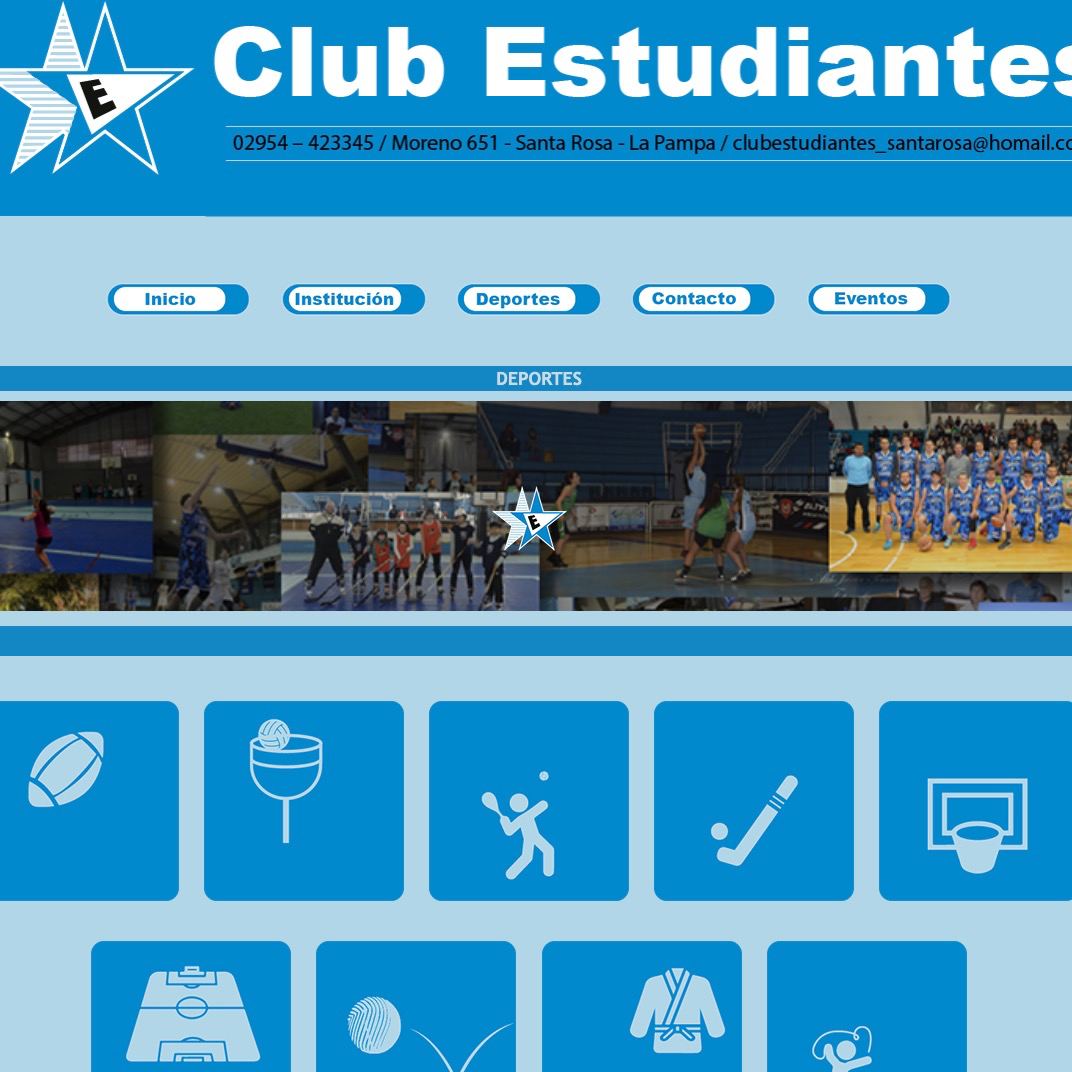 E
Club Estudiantes
02954 – 423345 / Moreno 651 - Santa Rosa - La Pampa / clubestudiantes_santarosa@homail.co
Inicio Institución Deportes Contacto Eventos
DEPORTES
E